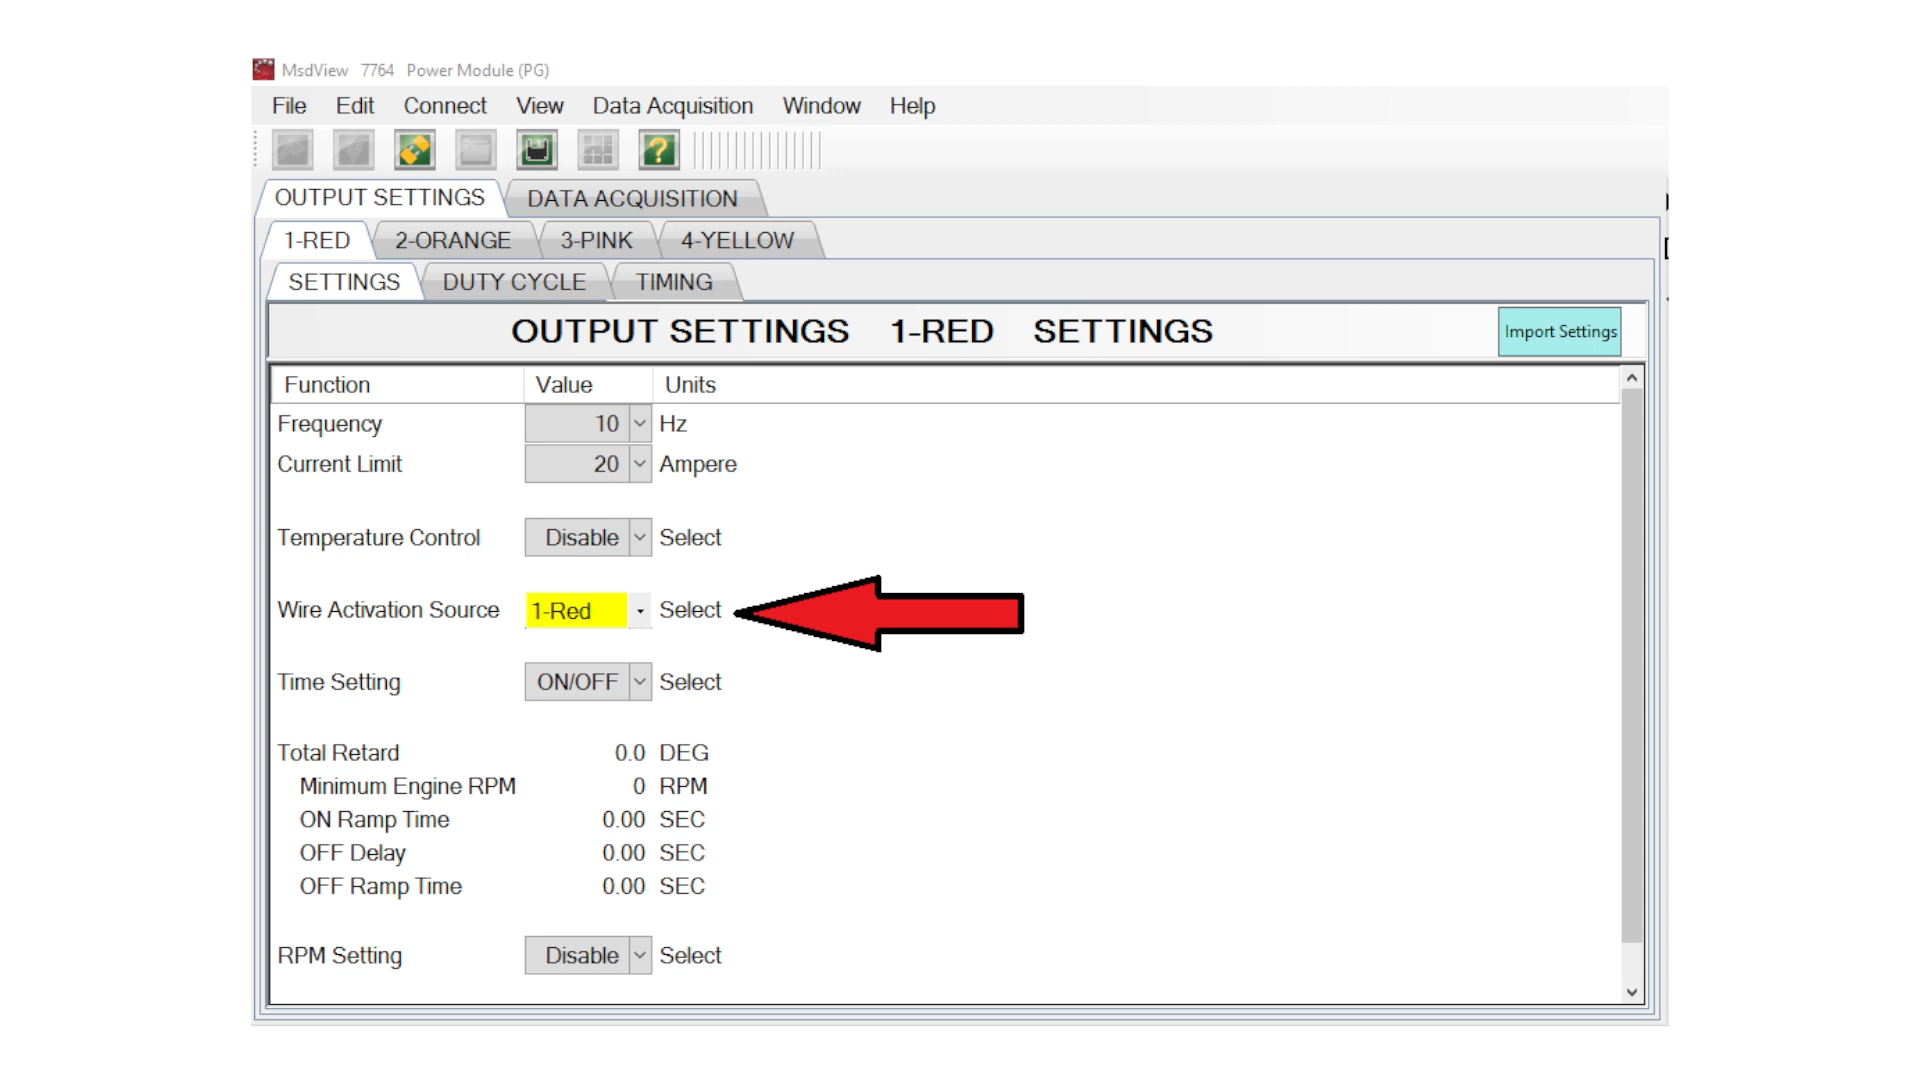 MsdView 7764 Power Module (PG)
File Edit Connect View Data Acquisition Window Help
?
OUTPUT SETTINGS DATA ACQUISITION
1-RED 2-ORANGE 3-PINK 4-YELLOW
SETTINGS DUTY CYCLE TIMING
OUTPUT SETTINGS 1-RED SETTINGS Import Settings
Function Value Units
Frequency 10 Hz
Current Limit 20 Ampere
Temperature Control Disable Select
Wire Activation Source 1-Red Select
Time Setting ON/OFF Select
Total Retard 0.0 DEG
Minimum Engine RPM 0 RPM
ON Ramp Time 0.00 SEC
OFF Delay 0.00 SEC
OFF Ramp Time 0.00 SEC
RPM Setting Disable Select